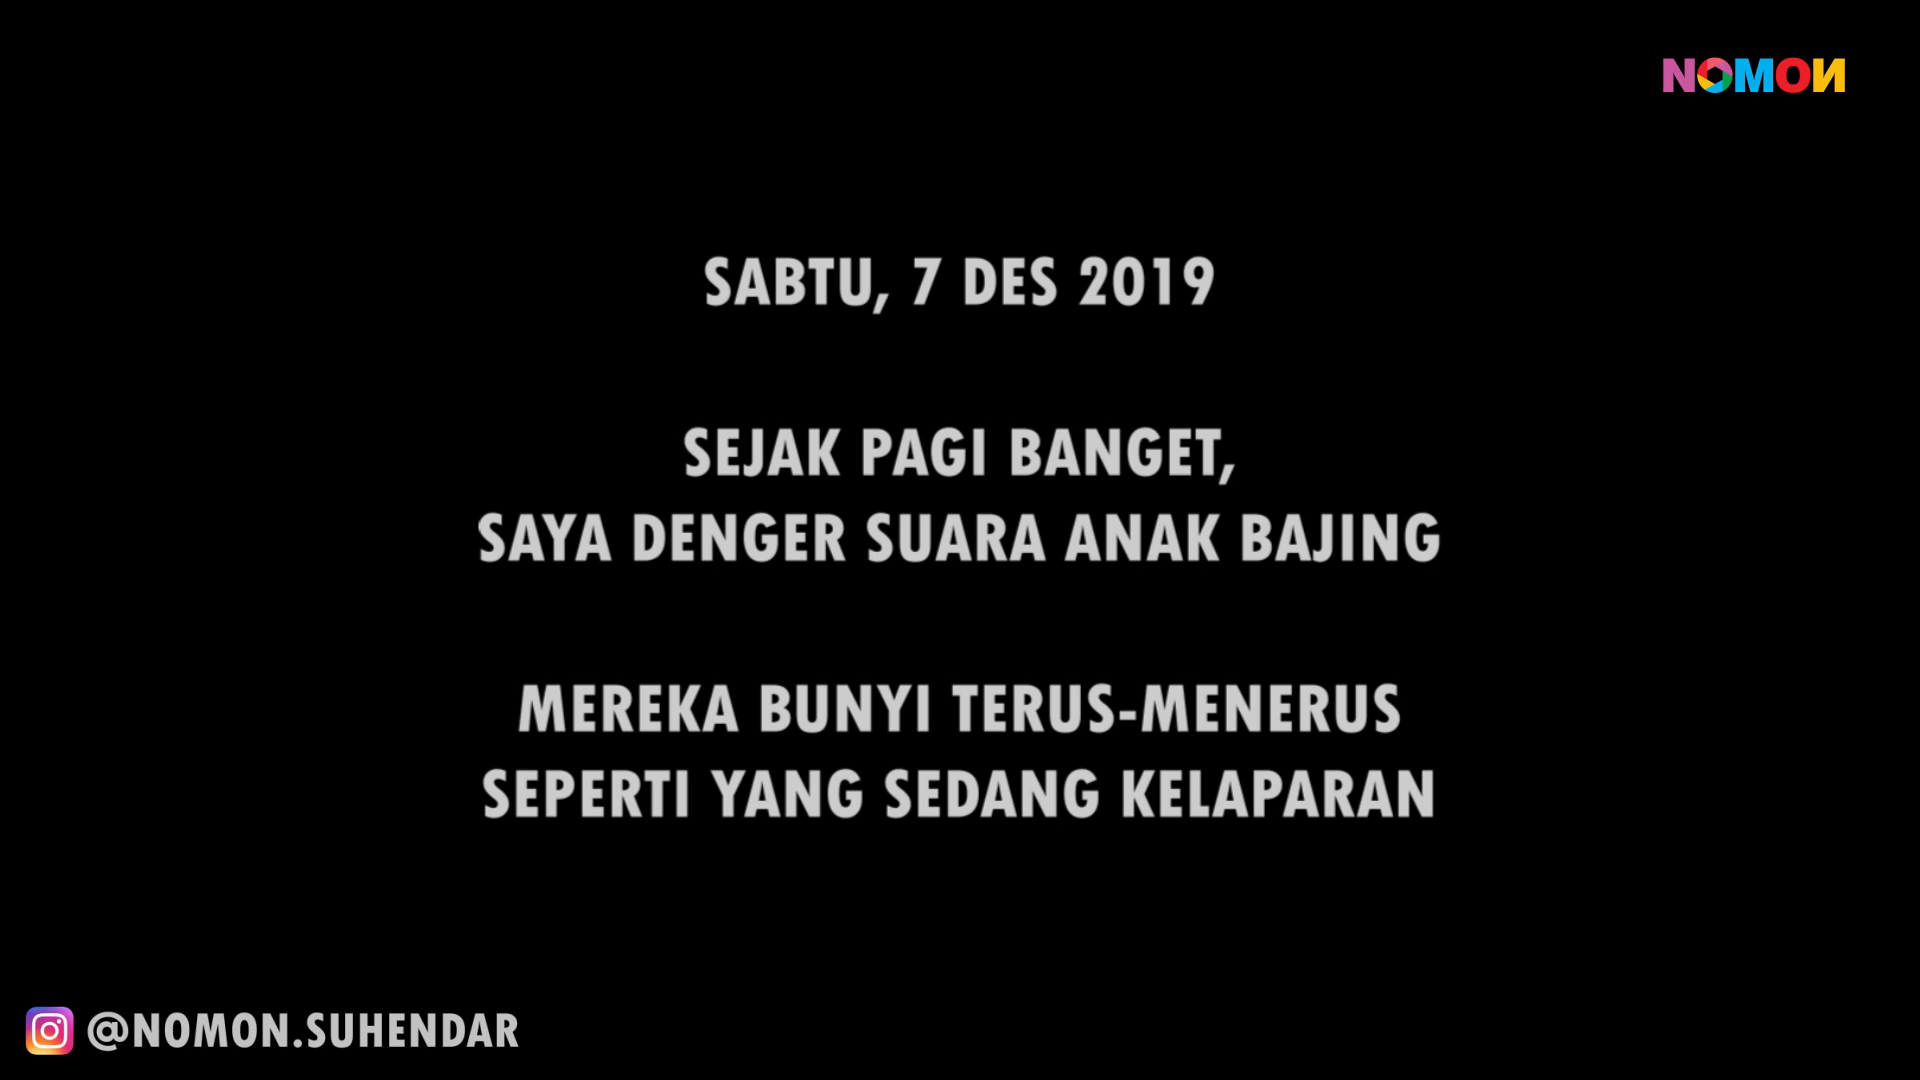 NOMON
SABTU, 7 DES 2019
SEJAK PAGI BANGET,
SAYA DENGER SUARA ANAK BAJING
MEREKA BUNYI TERUS-MENERUS
SEPERTI YANG SEDANG KELAPARAN
@NOMON.SUHENDAR